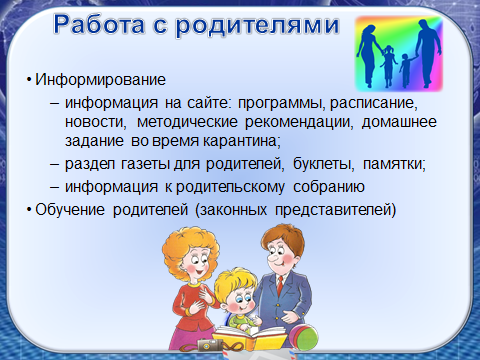 Работа с родителями
• Информирование
– информация на сайте: программы, расписание,
новости, методические рекомендации, домашнее
задание во время карантина;
– раздел газеты для родителей, буклеты, памятки;
– информация к родительскому собранию
• Обучение родителей (законных представителей)